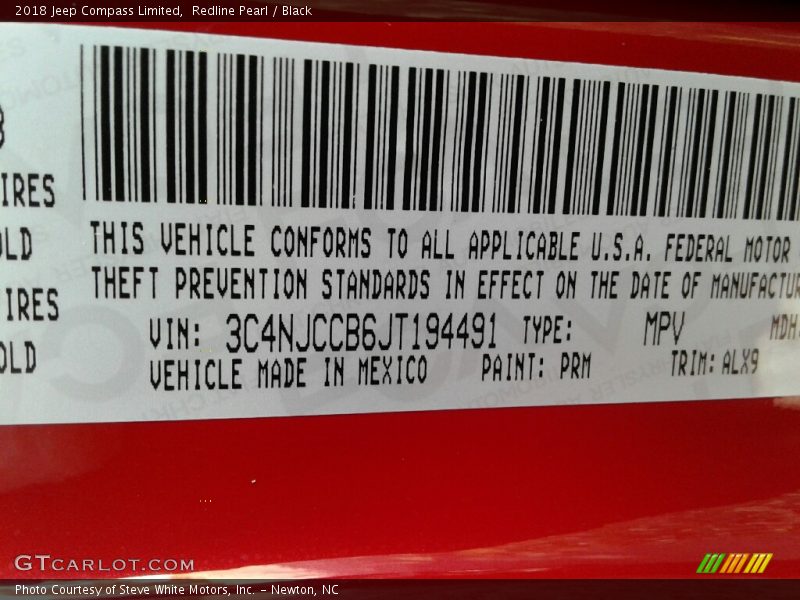 2018 Jeep Compass Limited, Redline Pearl / Black
IRES
OLD
IRES
OLD
THIS VEHICLE CONFORMS TO ALL APPLICABLE U.S.A. FEDERAL MOTOR
THEFT PREVENTION STANDARDS IN EFFECT ON THE DATE OF MANUFACTUR
VIN: 3C4NJCCB6JT194491 TYPE: MPV MDH:
VEHICLE MADE IN MEXICO PAINT: PRM TRIM: ALX9
GTCARLOT.COM
Photo Courtesy of Steve White Motors, Inc. – Newton, NC